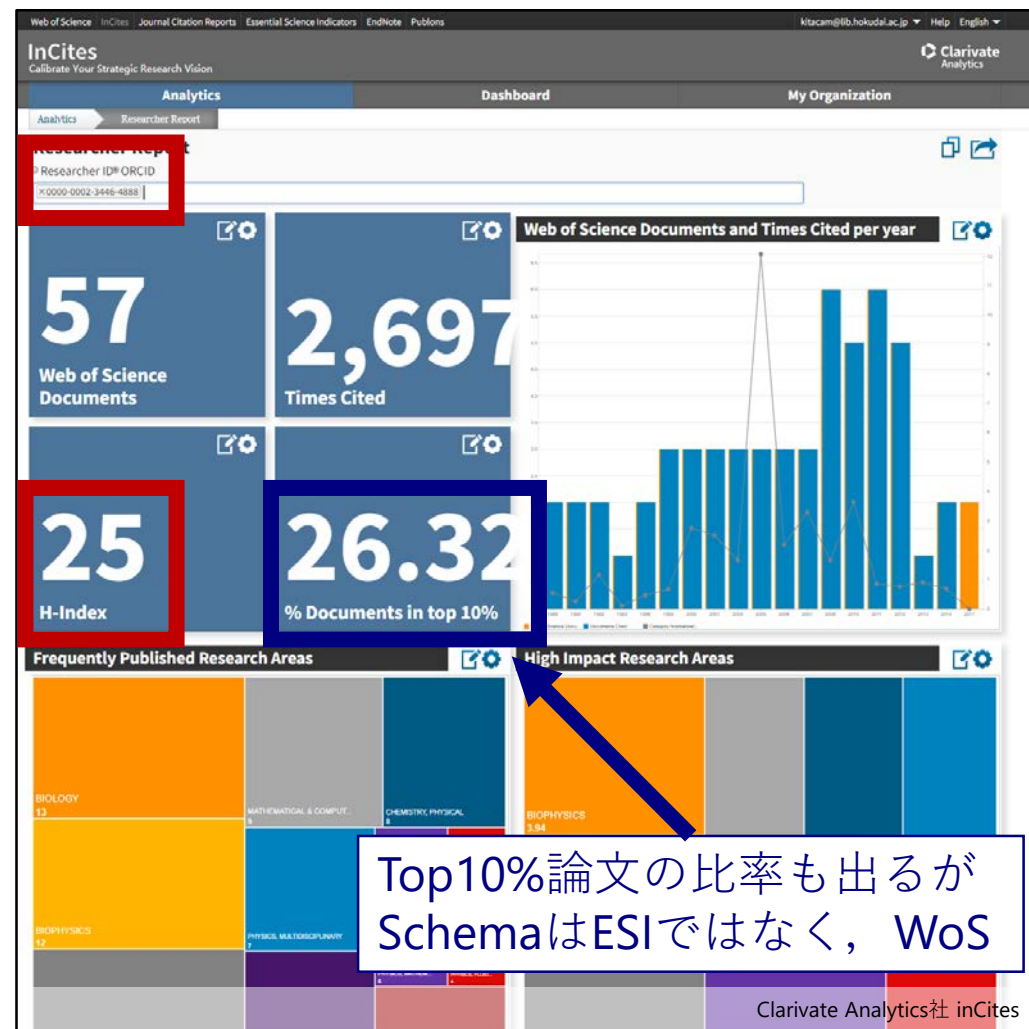 Web of Science InCites Journal Citation Reports Essential Science Indicators EndNote Publons
kitacam@lib.hokudai.ac.jp Help English
InCites
Calibrate Your Strategic Research Vision
Clarivate
Analytics
Analytics
Dashboard
My Organization
Analytics
Researcher Report
Researcher Report
Researcher ID ORCID
×0000-0002-3446-4888
57
Web of Science
Documents
2,697
Times Cited
Web of Science Documents and Times Cited per year
25
H-Index
26.32
% Documents in top 10%
Frequently Published Research Areas
High Impact Research Areas
BIOLOGY
13
MATHEMATICAL & COMPUT...
9
CHEMISTRY, PHYSICAL
8
BIOPHYSICS
3.94
BIOPHYSICS
12
PHYSICS, MULTIDISCIPLINARY
7
Top10%論文の比率も出るが
SchemaはESIではなく，WoS
Clarivate Analytics社 inCites